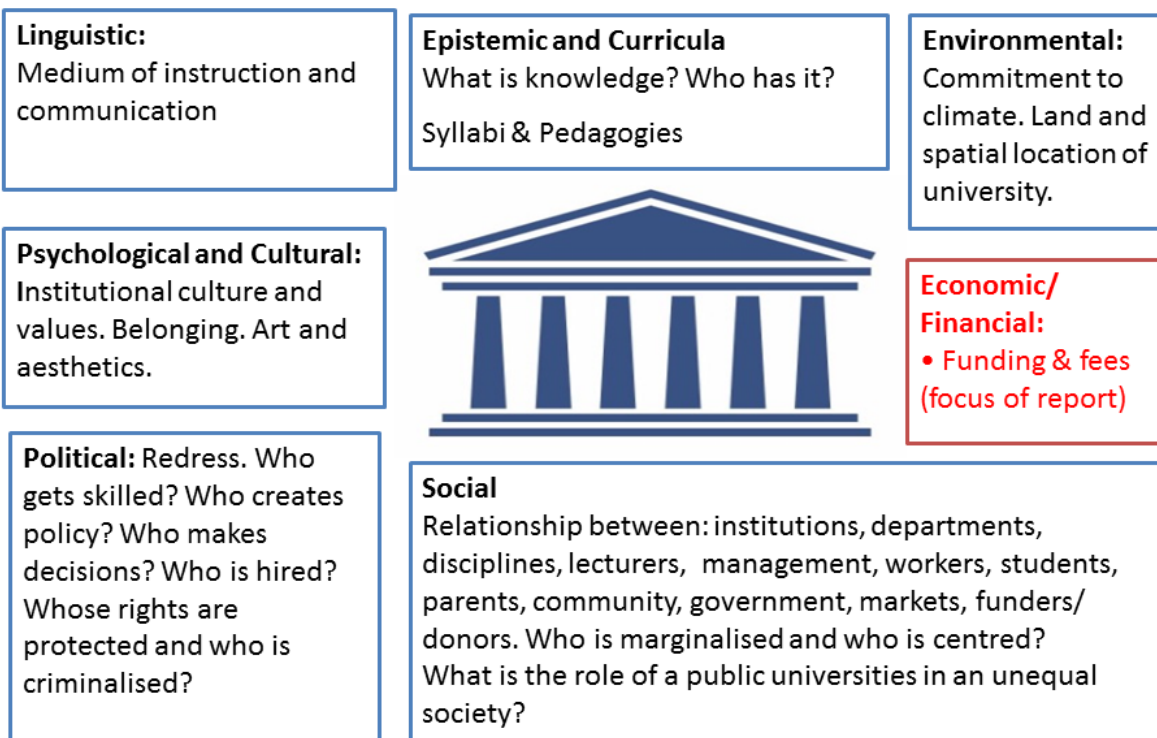 Linguistic:
Medium of instruction and
communication
Epistemic and Curricula
What is knowledge? Who has it?
Syllabi & Pedagogies
Environmental:
Commitment to
climate. Land and
spatial location of
university.
Psychological and Cultural:
Institutional culture and
values. Belonging. Art and
aesthetics.
Economic/
Financial:
• Funding & fees
(focus of report)
Political: Redress. Who
gets skilled? Who creates
policy? Who makes
decisions? Who is hired?
Whose rights are
protected and who is
criminalised?
Social
Relationship between: institutions, departments,
disciplines, lecturers, management, workers, students,
parents, community, government, markets, funders/
donors. Who is marginalised and who is centred?
What is the role of a public universities in an unequal
society?